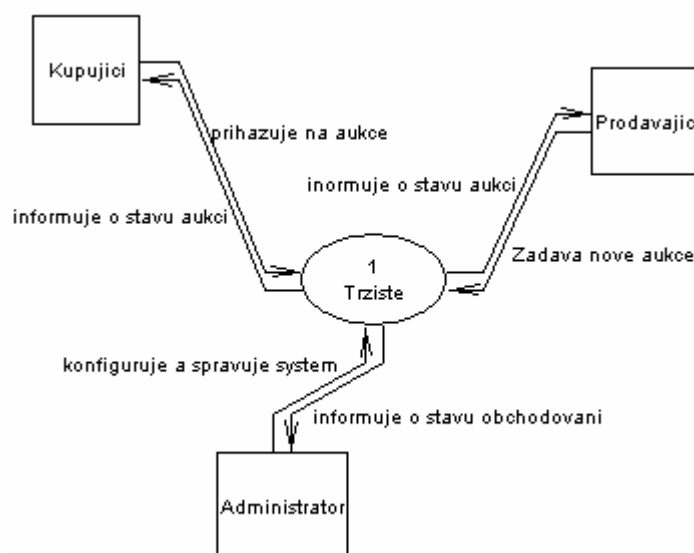 Kupujici
Prodavajic
prihazuje na aukce
inormuje o stavu aukci
informuje o stavu aukci
Zadava nove aukce
1
Trziste
konfiguruje a spravuje system
informuje o stavu obchodovani
Administrator